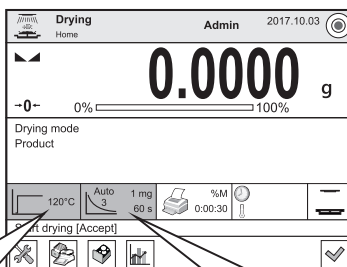 Drying Admin 2017.10.03
Home
0.0000 g
→0← 0% 100%
Drying mode
Product
120°C Auto 3 1 mg 60 s %M 0:00:30
drying [Accept]